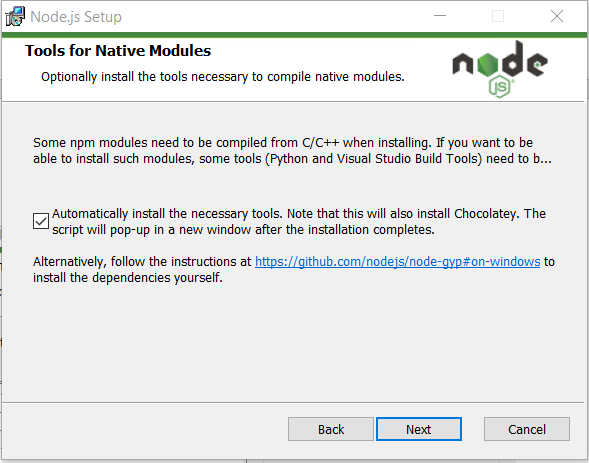 Node.js Setup
Tools for Native Modules
Optionally install the tools necessary to compile native modules.
node
JS
Some npm modules need to be compiled from C/C++ when installing. If you want to be
able to install such modules, some tools (Python and Visual Studio Build Tools) need to b...
Automatically install the necessary tools. Note that this will also install Chocolatey. The
script will pop-up in a new window after the installation completes.
Alternatively, follow the instructions at https://github.com/nodejs/node-gyp#on-windows to
install the dependencies yourself.
Back
Next
Cancel